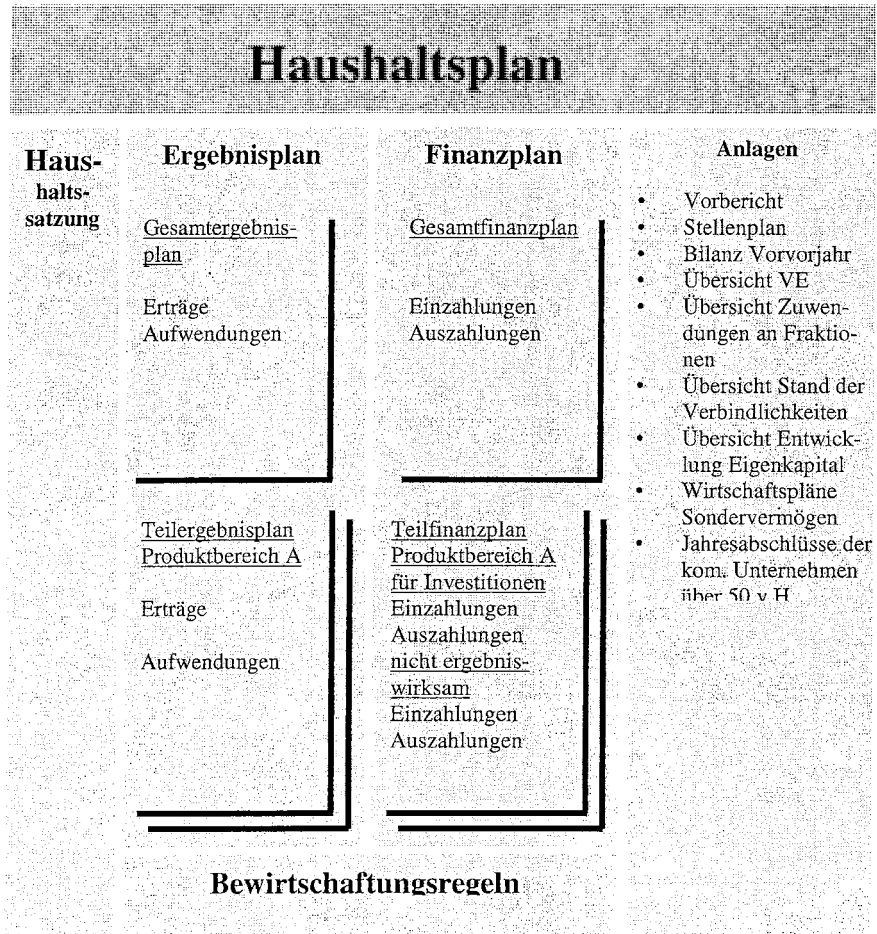 Haushaltsplan
Haus-
halts-
satzung
Ergebnisplan
Gesamtergebnis-
plan
Erträge
Aufwendungen
Teilergebnisplan
Produktbereich A
Erträge
Aufwendungen
Finanzplan
Gesamtfinanzplan
Einzahlungen
Auszahlungen
Teilfinanzplan
Produktbereich A
für Investitionen
Einzahlungen
Auszahlungen
nicht ergebnis-
wirksam
Einzahlungen
Auszahlungen
Anlagen
• Vorbericht
• Stellenplan
• Bilanz Vorvorjahr
• Übersicht VE
• Übersicht Zuwen-
dungen an Fraktio-
nen
• Übersicht Stand der
Verbindlichkeiten
• Übersicht Entwick-
lung Eigenkapital
• Wirtschaftspläne
Sondervermögen
• Jahresabschlüsse der
kom. Unternehmen
über 50 v H
Bewirtschaftungsregeln